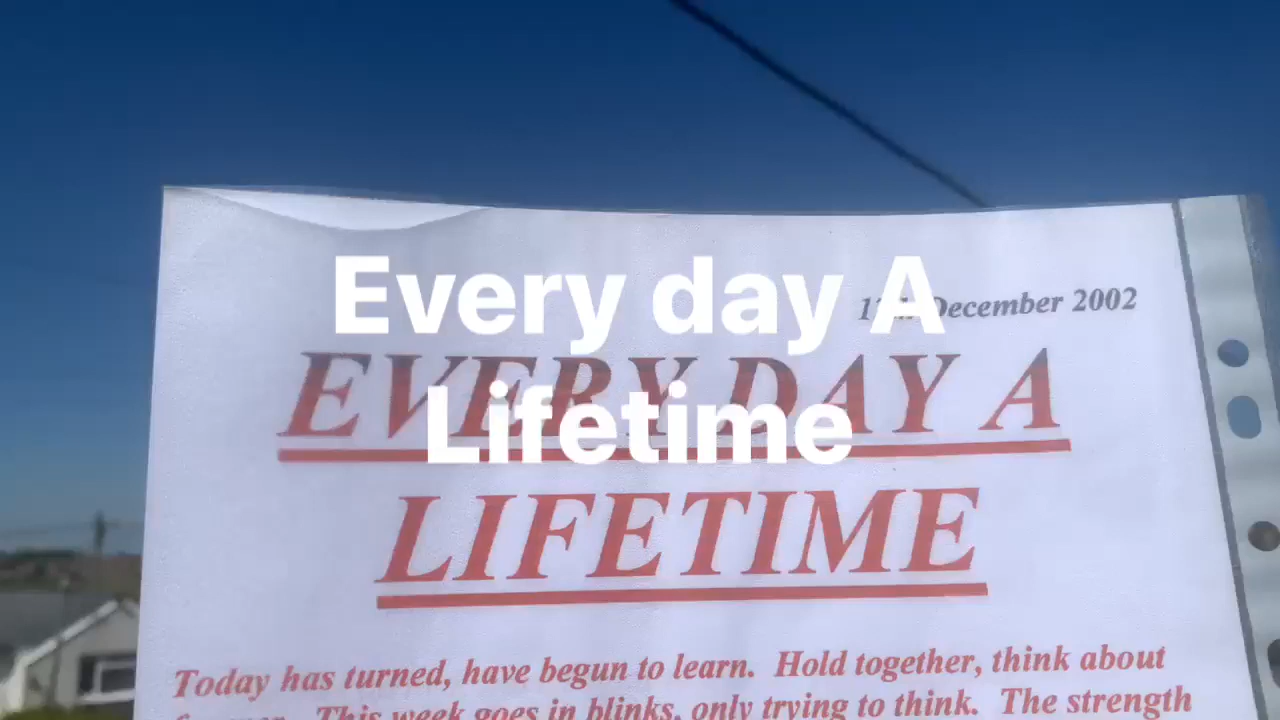 Every day A
Lifetime
December 2002
EVERY DAY A
LIFETIME
Today has turned, have begun to learn.  Hold together, think about
This week goes in blinks, only trying to think.  The strength